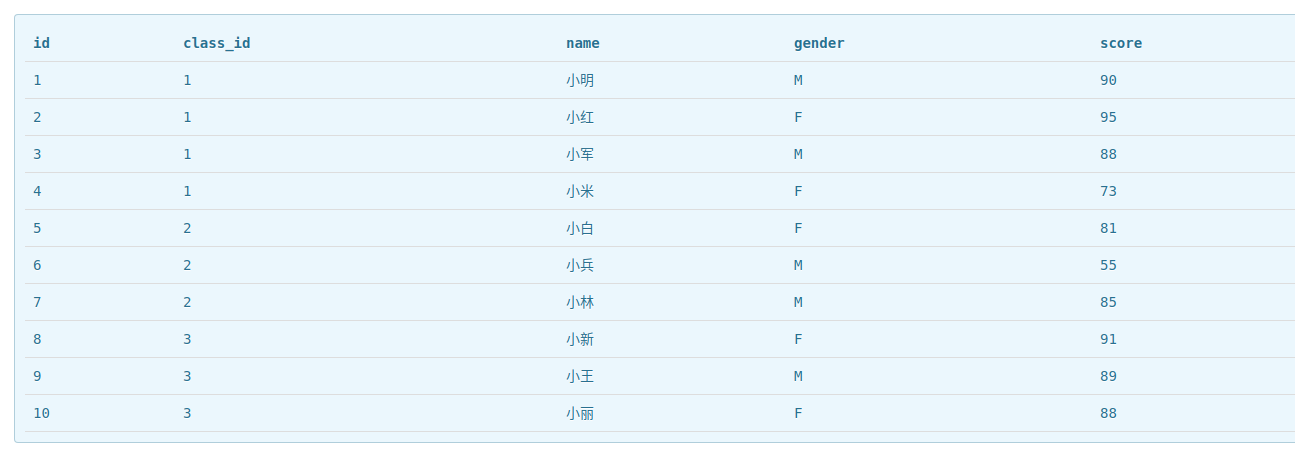 id class_id name gender score
1 1 小明 M 90
2 1 小红 F 95
3 1 小军 M 88
4 1 小米 F 73
5 2 小白 F 81
6 2 小兵 M 55
7 2 小林 M 85
8 3 小新 F 91
9 3 小王 M 89
10 3 小丽 F 88